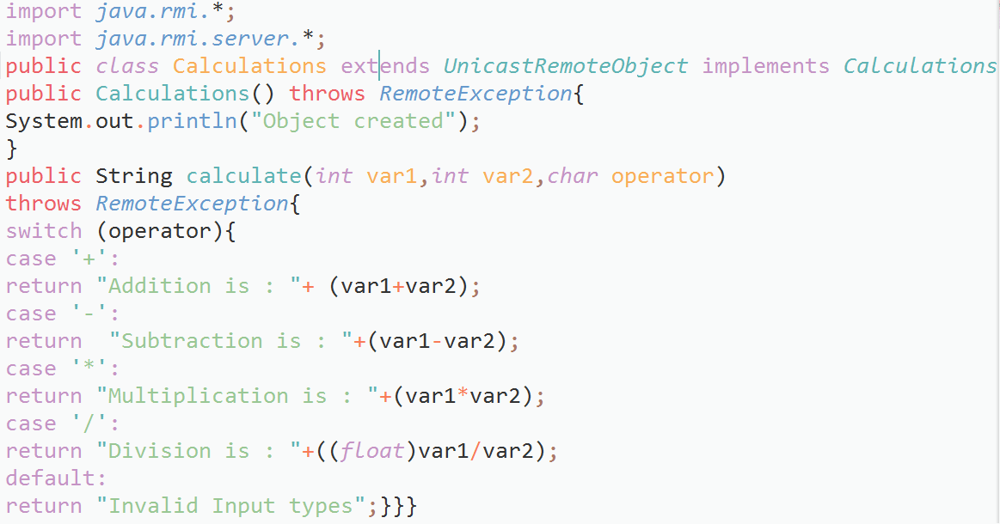 import java.rmi.*;
import java.rmi.server.*;
public class Calculations extends UnicastRemoteObject implements Calculations
public Calculations() throws RemoteException{
System.out.println("Object created");
}
public String calculate(int var1,int var2,char operator)
throws RemoteException{
switch (operator){
case '+':
return "Addition is : "+ (var1+var2);
case '-':
return  "Subtraction is : "+(var1-var2);
case '*':
return "Multiplication is : "+(var1*var2);
case '/':
return "Division is : "+((float)var1/var2);
default:
return "Invalid Input types";}}}